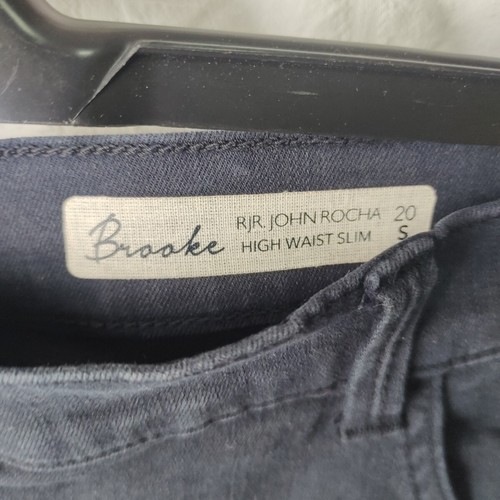 Brooke
RJR. JOHN ROCHA 20
HIGH WAIST SLIM S